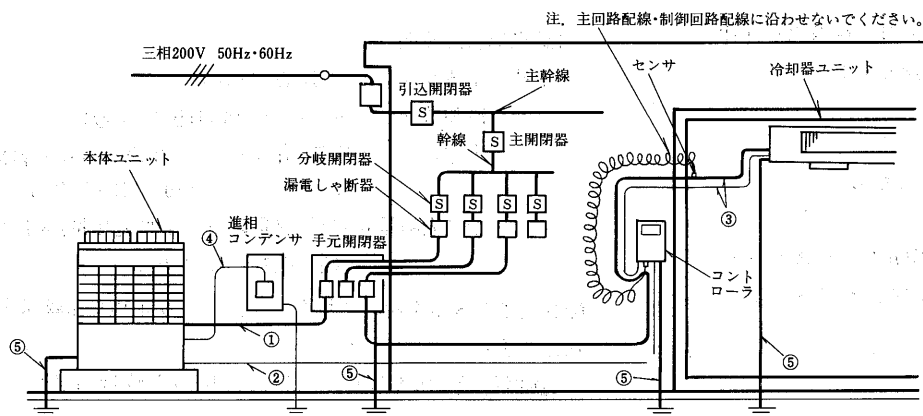 注. 主回路配線・制御回路配線に沿わせないでください。
三相200V 50Hz・60Hz
センサ
冷却器ユニット
引込開閉器
主幹線
S
幹線
S
主開閉器
本体ユニット
分岐開閉器
漏電しゃ断器
S
S
S
S
③
④
進相
コンデンサ
手元開閉器
コント
ローラ
①
⑤
②
⑤
⑤
⑤